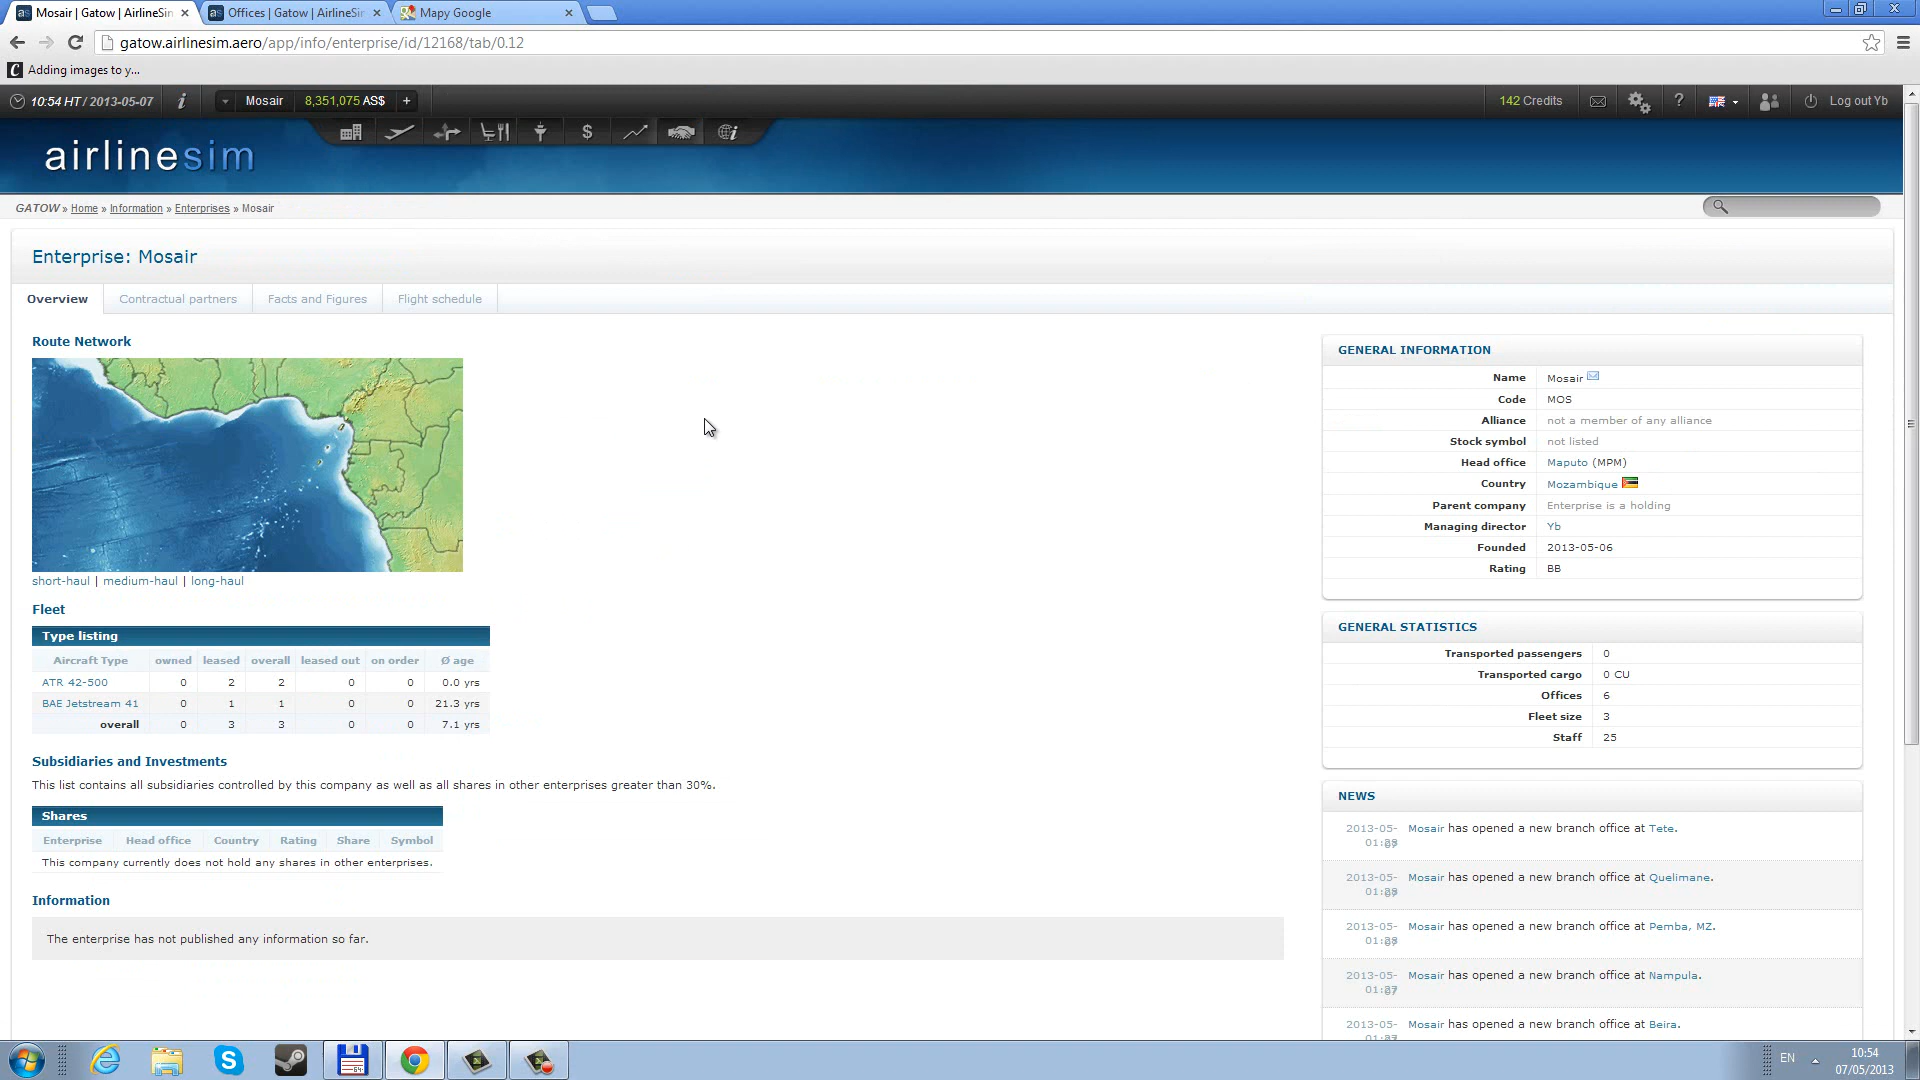 Mosair | Gatow | AirlineSim
Offices | Gatow | AirlineSi
Mapy Google
gatow.airlinesim.aero/app/info/enterprise/id/12168/tab/0.12
Adding images to y...
10:54 HT / 2013-05-07
Mosair 8,351,075 AS$ +
142 Credits
?
Log out Yb
$
airlinesim
GATOW » Home » Information » Enterprises » Mosair
Enterprise: Mosair
Overview
Contractual partners
Facts and Figures
Flight schedule
Route Network
short-haul | medium-haul | long-haul
Fleet
Type listing
Aircraft Type owned leased overall leased out on order Ø age
ATR 42-500 0 2 2 0 0 0.0 yrs
BAE Jetstream 41 0 1 1 0 0 21.3 yrs
overall 0 3 3 0 0 7.1 yrs
Subsidiaries and Investments
This list contains all subsidiaries controlled by this company as well as all shares in other enterprises greater than 30%.
Shares
Enterprise Head office Country Rating Share Symbol
This company currently does not hold any shares in other enterprises.
Information
The enterprise has not published any information so far.
GENERAL INFORMATION
Name Mosair
Code MOS
Alliance not a member of any alliance
Stock symbol not listed
Head office Maputo (MPM)
Country Mozambique
Parent company Enterprise is a holding
Managing director Yb
Founded 2013-05-06
Rating BB
GENERAL STATISTICS
Transported passengers 0
Transported cargo 0 CU
Offices 6
Fleet size 3
Staff 25
NEWS
2013-05- Mosair has opened a new branch office at Tete.
2013-05- Mosair has opened a new branch office at Quelimane.
2013-05- Mosair has opened a new branch office at Pemba, MZ.
2013-05- Mosair has opened a new branch office at Nampula.
2013-05- Mosair has opened a new branch office at Beira.
EN
10:54
07/05/2013